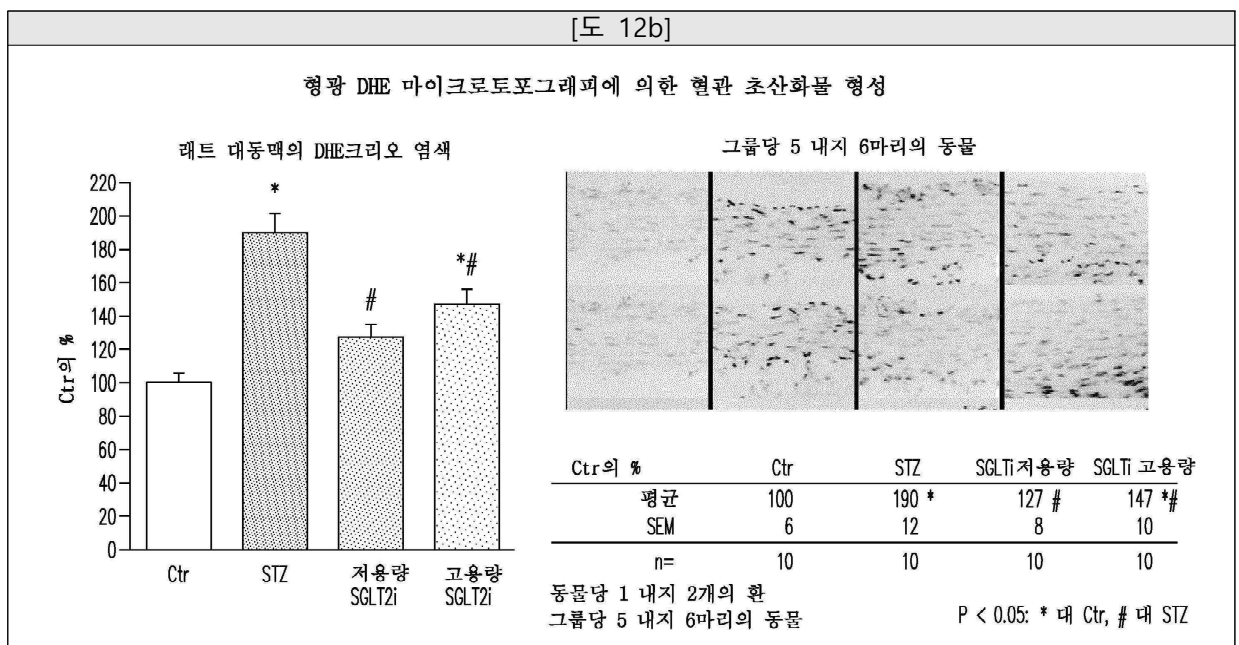 [도 12b]
형광 DHE 마이크로토포그래피에 의한 혈관 초산화물 형성
래트 대동맥의 DHE크리오 염색
220
200
180
160
140
120
100
80
60
40
20
0
Ctr의 %
*
#
*#
Ctr
STZ
저용량
SGLT2i
고용량
SGLT2i
그룹당 5 내지 6마리의 동물
Ctr의 % Ctr STZ SGLTi저용량 SGLTi 고용량
평균 100 190 * 127 # 147 *#
SEM 6 12 8 10
n= 10 10 10 10
동물당 1 내지 2개의 환
그룹당 5 내지 6마리의 동물
P < 0.05: * 대 Ctr, # 대 STZ